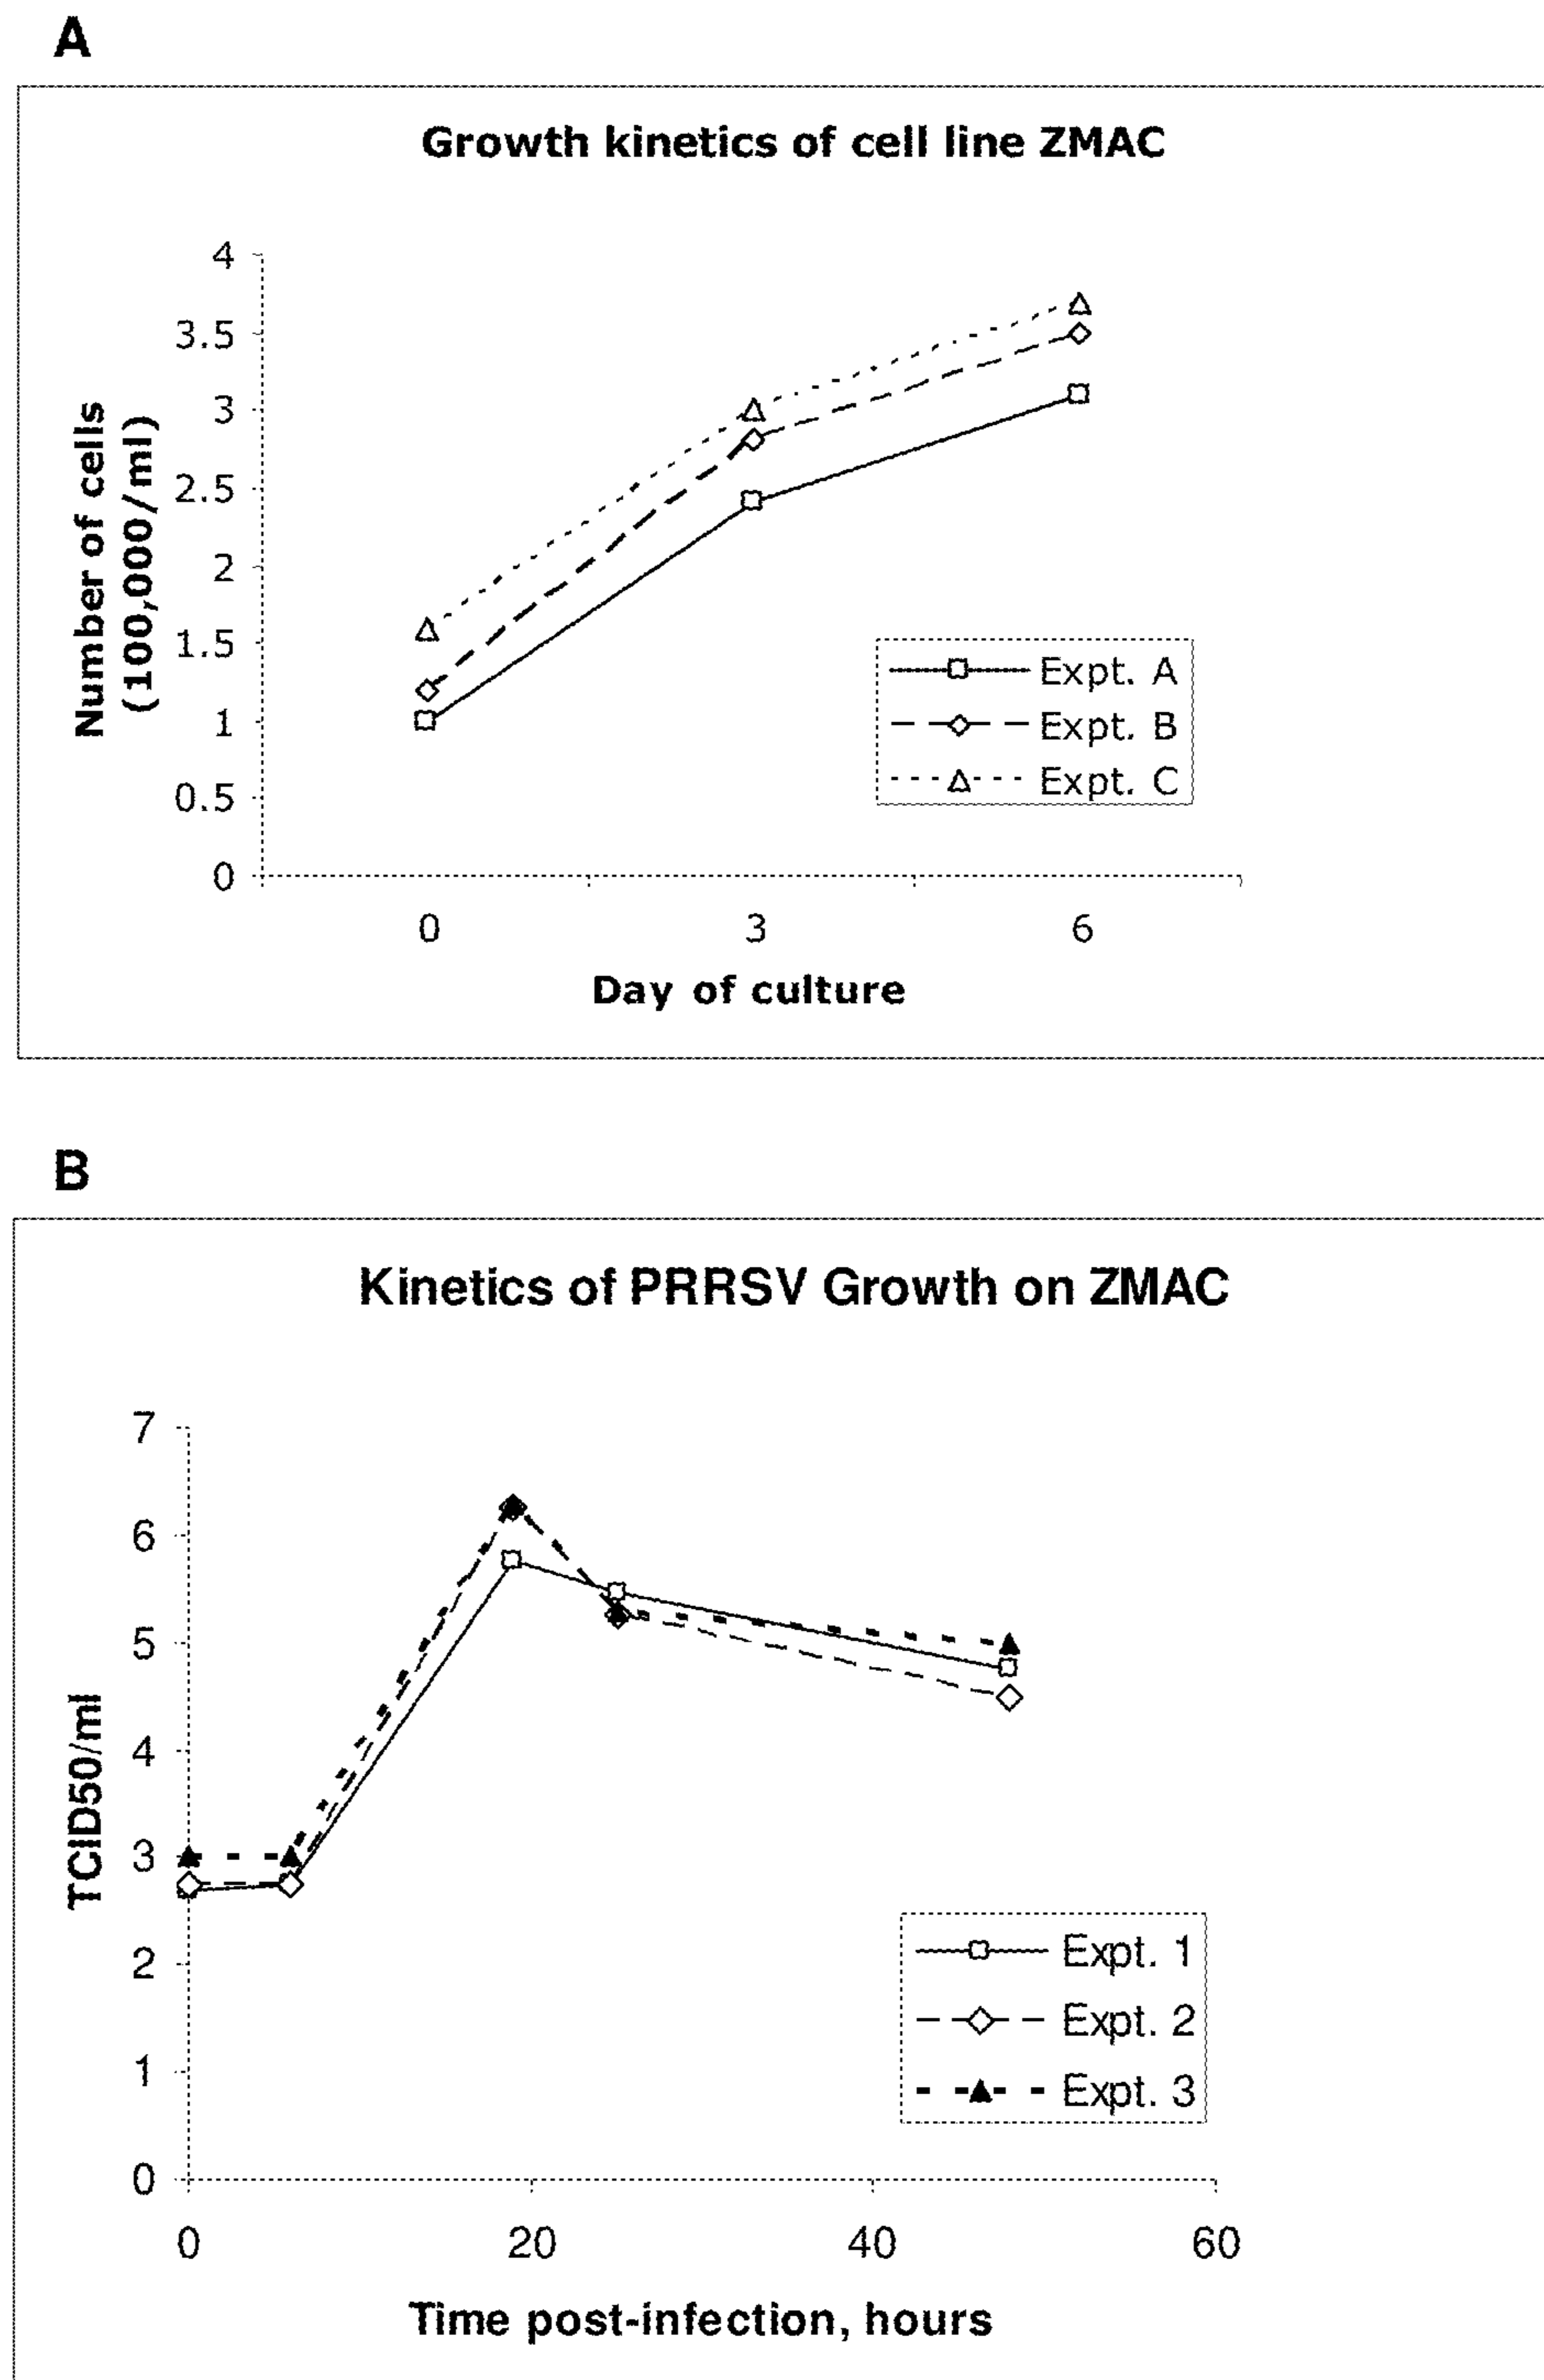 A
Growth kinetics of cell line ZMAC
Number of cells
(100,000/ml)
4
3.5
3
2.5
2
1.5
1
0.5
0
0 3 6
Day of culture
Expt. A
Expt. B
Expt. C
B
Kinetics of PRRSV Growth on ZMAC
TCID50/ml
7
6
5
4
3
2
1
0
0 20 40 60
Time post-infection, hours
Expt. 1
Expt. 2
Expt. 3